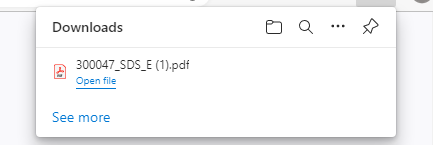 Downloads
300047_SDS_E (1).pdf
Open file
See more